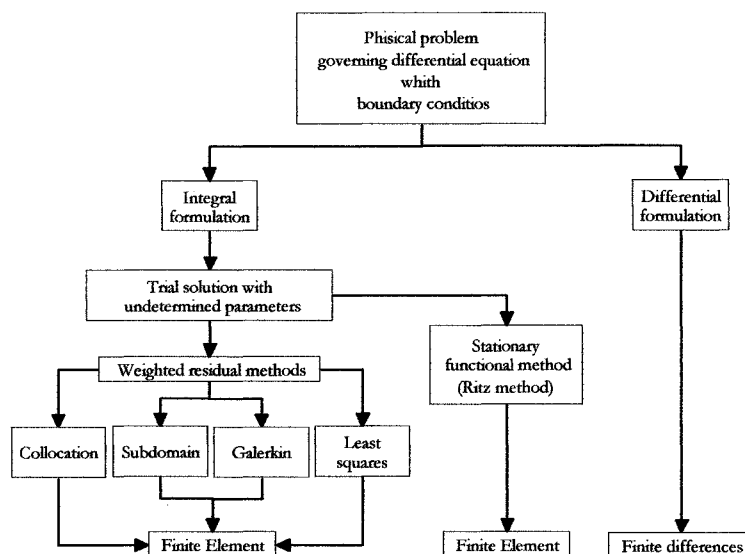 Phisical problem
governing differential equation
whith
boundary conditios
Integral
formulation
Differential
formulation
Trial solution with
undetermined parameters
Stationary
functional method
(Ritz method)
Weighted residual methods
Collocation
Subdomain
Galerkin
Least
squares
Finite Element
Finite Element
Finite differences